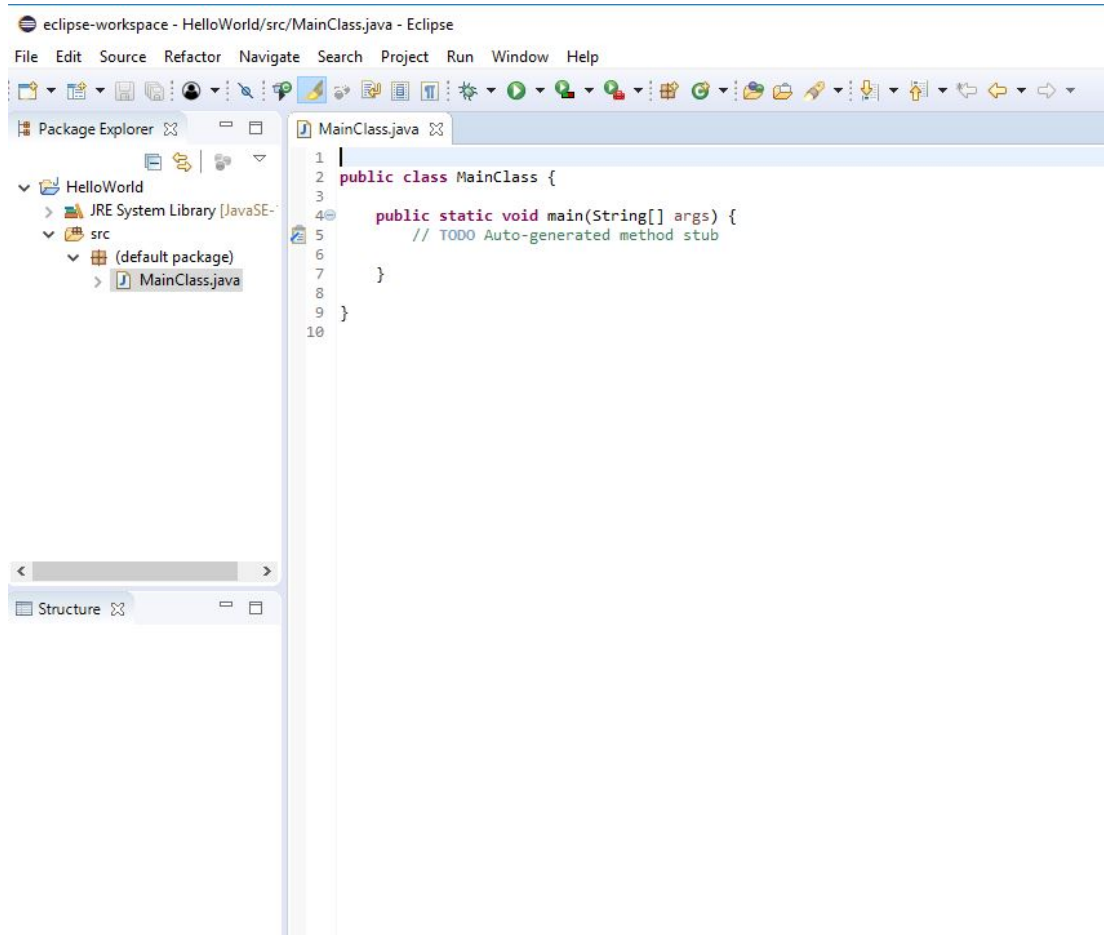 eclipse-workspace - HelloWorld/src/MainClass.java - Eclipse
File Edit Source Refactor Navigate Search Project Run Window Help
Package Explorer
HelloWorld
JRE System Library [JavaSE-
src
(default package)
MainClass.java
Structure
MainClass.java
1
2 public class MainClass {
3
4 public static void main(String[] args) {
5 // TODO Auto-generated method stub
6
7 }
8
9 }
10